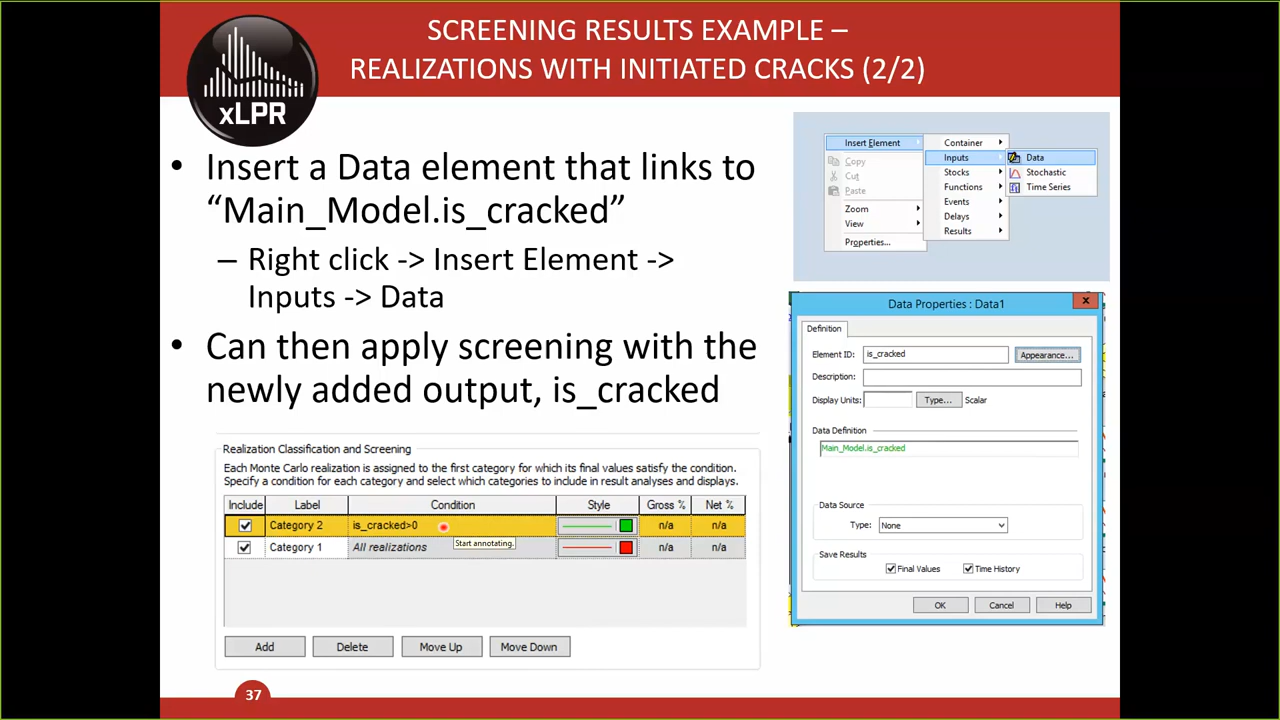 SCREENING RESULTS EXAMPLE –
REALIZATIONS WITH INITIATED CRACKS (2/2)
xLPR
• Insert a Data element that links to
“Main_Model.is_cracked”
– Right click -> Insert Element ->
Inputs -> Data
• Can then apply screening with the
newly added output, is_cracked
Insert Element
Copy
Cut
Paste
Zoom
View
Properties...
Container
Inputs
Stocks
Functions
Events
Delays
Results
Data
Stochastic
Time Series
Data Properties : Data1
Definition
Element ID: is_cracked Appearance...
Description:
Display Units: Type... Scalar
Data Definition
Main_Model.is_cracked
Data Source
Type: None
Save Results
Final Values Time History
OK Cancel Help
Realization Classification and Screening
Each Monte Carlo realization is assigned to the first category for which its final values satisfy the condition.
Specify a condition for each category and select which categories to include in result analyses and displays.
Include Label Condition Style Gross % Net %
Category 2 is_cracked>0 n/a n/a
Start annotating.
Category 1 All realizations n/a n/a
Add Delete Move Up Move Down
37